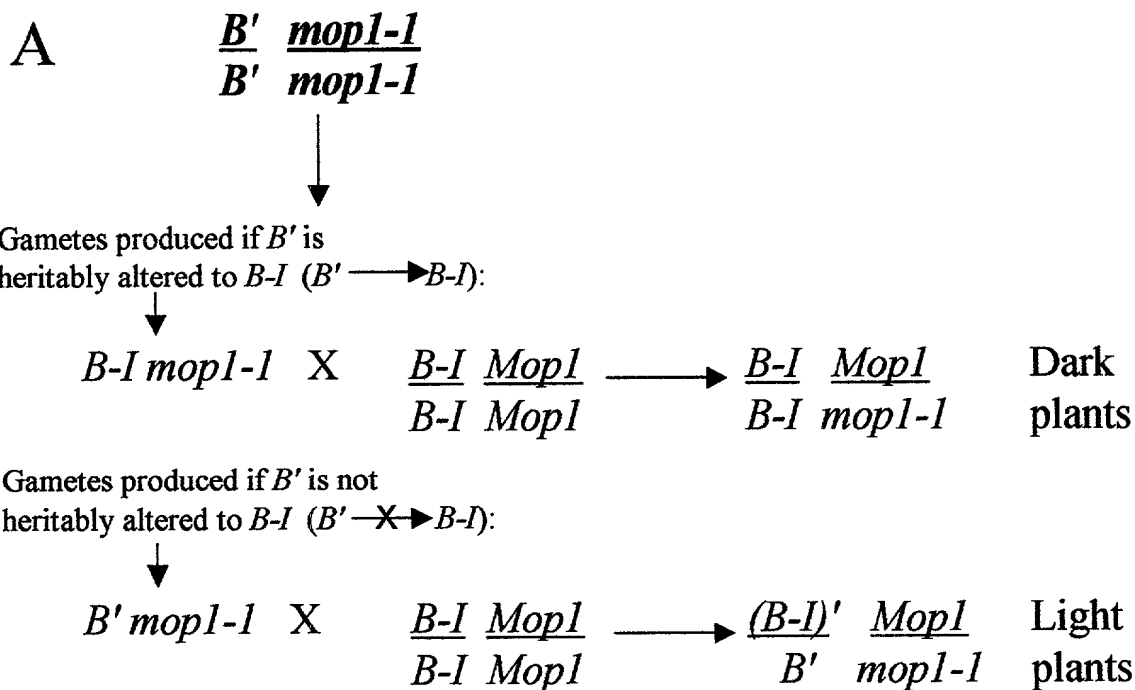 A
B' mop1-1
B' mop1-1
Gametes produced if B' is
heritably altered to B-I (B' → B-I):
B-I mop1-1 X B-I Mop1 → B-I Mop1 Dark
B-I Mop1 B-I mop1-1 plants
Gametes produced if B' is not
heritably altered to B-I (B' -X→ B-I):
B' mop1-1 X B-I Mop1 → (B-I)' Mop1 Light
B-I Mop1 B' mop1-1 plants